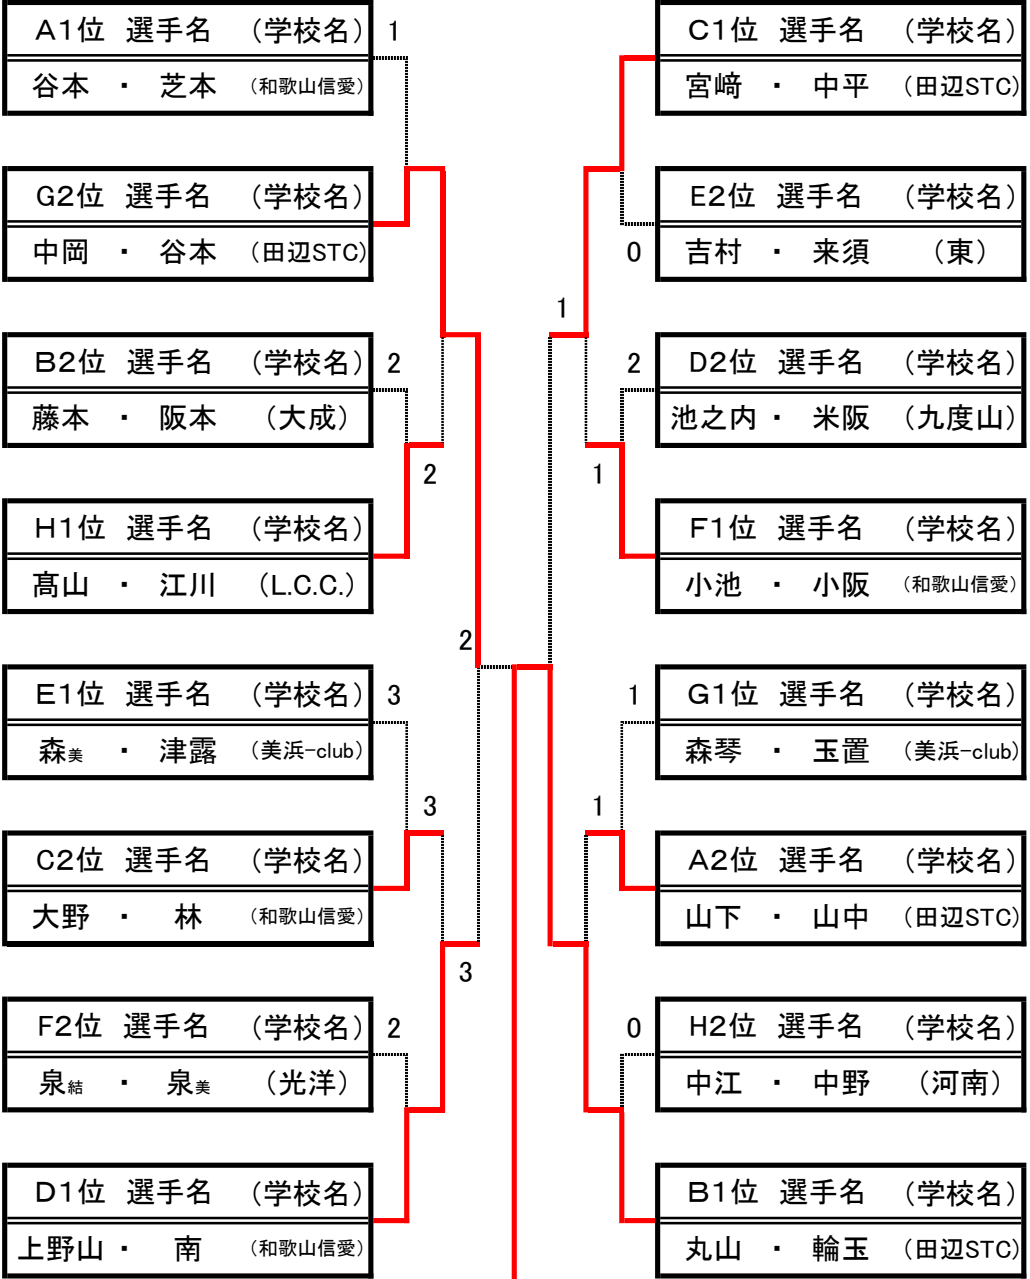 A1位 選手名 (学校名)
谷本 ・ 芝本 (和歌山信愛)
1
G2位 選手名 (学校名)
中岡 ・ 谷本 (田辺STC)
B2位 選手名 (学校名)
藤本 ・ 阪本 (大成)
2
2
H1位 選手名 (学校名)
髙山 ・ 江川 (L.C.C.)
2
E1位 選手名 (学校名)
森美 ・ 津露 (美浜-club)
3
3
C2位 選手名 (学校名)
大野 ・ 林 (和歌山信愛)
3
F2位 選手名 (学校名)
泉結 ・ 泉美 (光洋)
2
D1位 選手名 (学校名)
上野山 ・ 南 (和歌山信愛)
C1位 選手名 (学校名)
宮﨑 ・ 中平 (田辺STC)
E2位 選手名 (学校名)
吉村 ・ 来須 (東)
0
1
D2位 選手名 (学校名)
池之内 ・ 米阪 (九度山)
2
1
F1位 選手名 (学校名)
小池 ・ 小阪 (和歌山信愛)
G1位 選手名 (学校名)
森琴 ・ 玉置 (美浜-club)
1
1
A2位 選手名 (学校名)
山下 ・ 山中 (田辺STC)
H2位 選手名 (学校名)
中江 ・ 中野 (河南)
0
B1位 選手名 (学校名)
丸山 ・ 輪玉 (田辺STC)